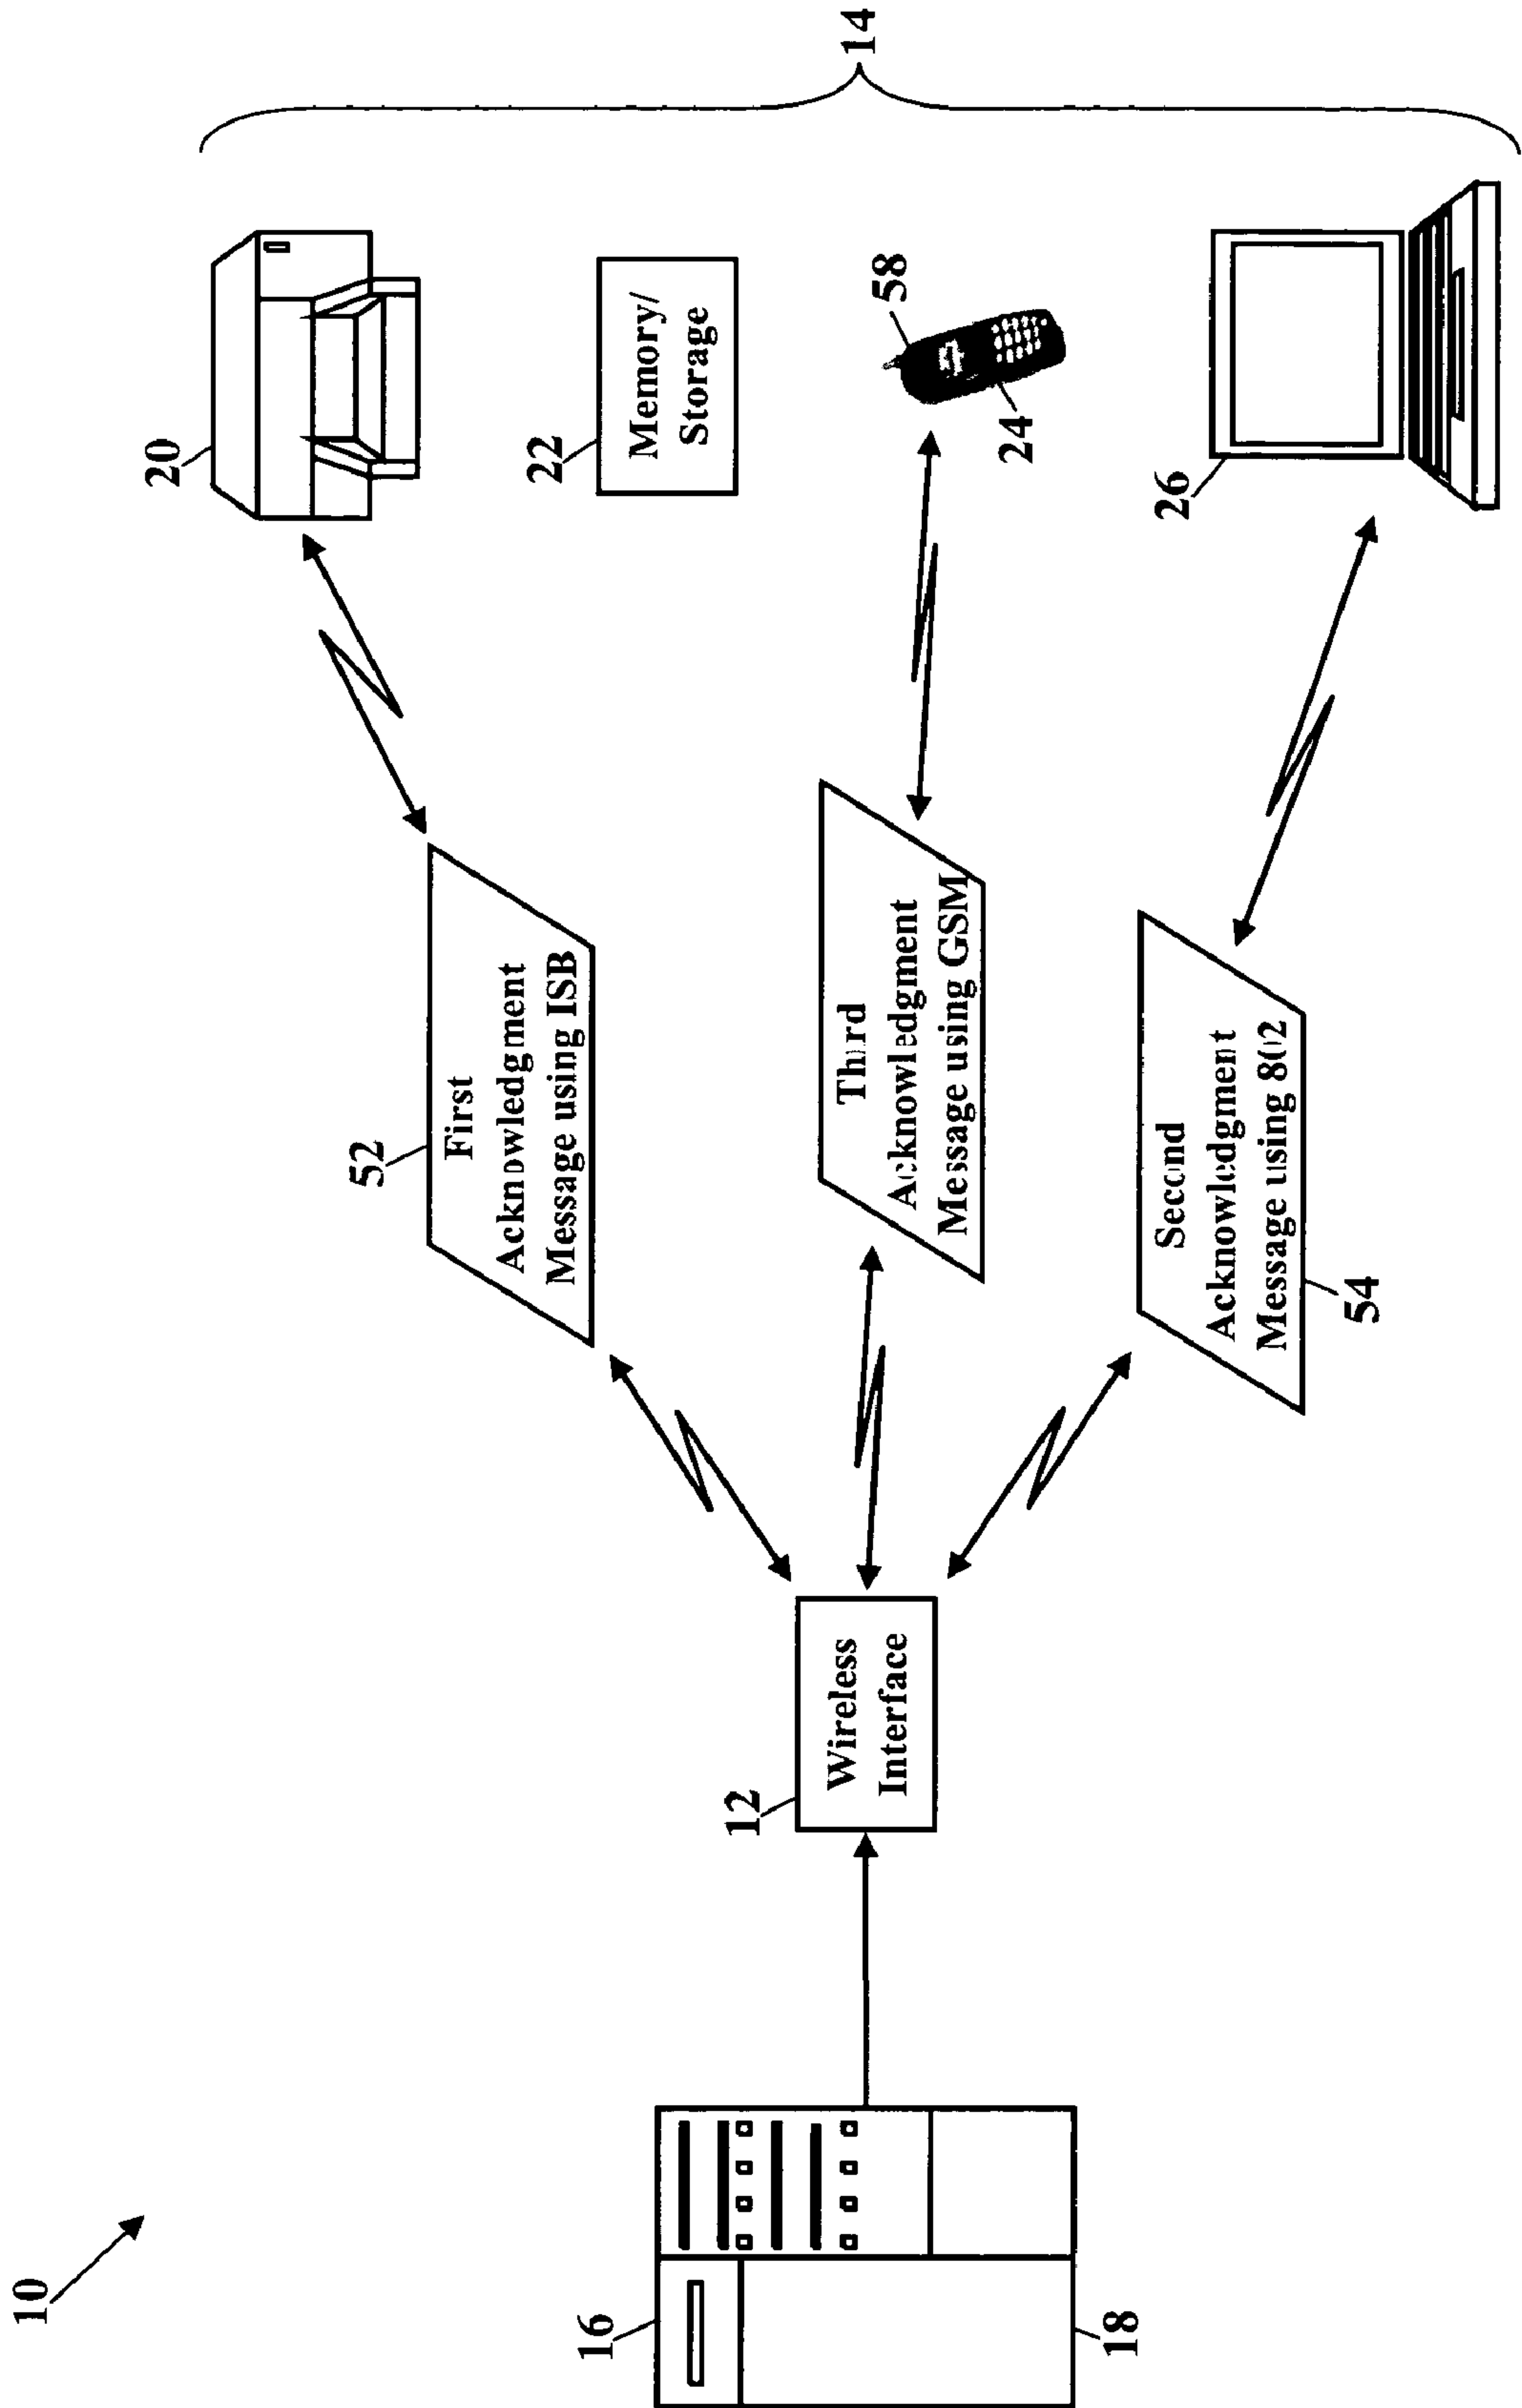 10
16
18
12
Wireless
Interface
52
First
Acknowledgment
Message using ISB
Third
Acknowledgment
Message using GSM
Second
Acknowledgment
Message using 802
54
20
22
Memory/
Storage
58
24
26
14